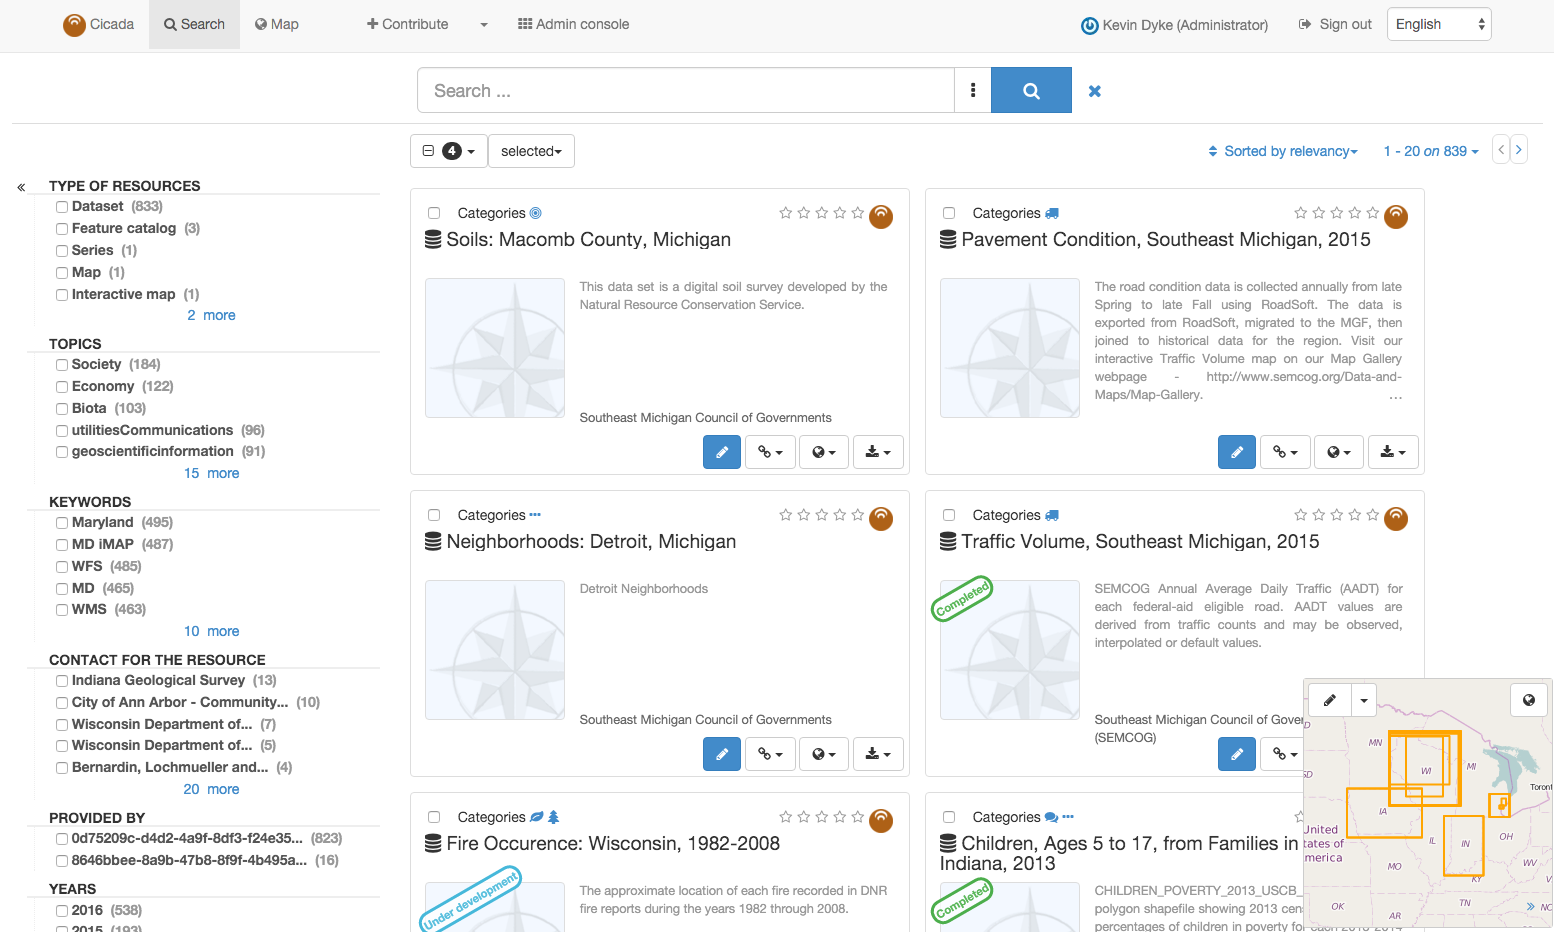 Cicada
Search
Map
Contribute
Admin console
Kevin Dyke (Administrator)
Sign out
English
Search ...
4
selected
Sorted by relevancy
1 - 20 on 839
«
TYPE OF RESOURCES
Dataset (833)
Feature catalog (3)
Series (1)
Map (1)
Interactive map (1)
2 more
TOPICS
Society (184)
Economy (122)
Biota (103)
utilitiesCommunications (96)
geoscientificinformation (91)
15 more
KEYWORDS
Maryland (495)
MD iMAP (487)
WFS (485)
MD (465)
WMS (463)
10 more
CONTACT FOR THE RESOURCE
Indiana Geological Survey (13)
City of Ann Arbor - Community... (10)
Wisconsin Department of... (7)
Wisconsin Department of... (5)
Bernardin, Lochmueller and... (4)
20 more
PROVIDED BY
0d75209c-d4d2-4a9f-8df3-f24e35... (823)
8646bbee-8a9b-47b8-8f9f-4b495a... (16)
YEARS
2016 (538)
2015 (193)
Categories
Soils: Macomb County, Michigan
This data set is a digital soil survey developed by the
Natural Resource Conservation Service.
Southeast Michigan Council of Governments
Categories
Pavement Condition, Southeast Michigan, 2015
The road condition data is collected annually from late
Spring to late Fall using RoadSoft. The data is
exported from RoadSoft, migrated to the MGF, then
joined to historical data for the region. Visit our
interactive Traffic Volume map on our Map Gallery
webpage - http://www.semcog.org/Data-and-
Maps/Map-Gallery. ...
Categories
Neighborhoods: Detroit, Michigan
Detroit Neighborhoods
Southeast Michigan Council of Governments
Categories
Traffic Volume, Southeast Michigan, 2015
Completed
SEMCOG Annual Average Daily Traffic (AADT) for
each federal-aid eligible road. AADT values are
derived from traffic counts and may be observed,
interpolated or default values.
Southeast Michigan Council of Gover
(SEMCOG)
Categories
Fire Occurence: Wisconsin, 1982-2008
Under development
The approximate location of each fire recorded in DNR
fire reports during the years 1982 through 2008.
Categories
Children, Ages 5 to 17, from Families in
Indiana, 2013
Completed
CHILDREN_POVERTY_2013_USCB_
polygon shapefile showing 2013 cens
percentages of children in poverty for each 2013-2014
MN
MI
WI
SD
Toront
IA
United
tates of
merica
IL
IN
OH
MO
WV
KY
OK
TN
AR
NC